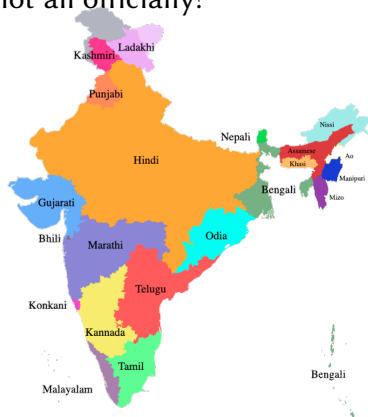 not all officially?
Ladakhi
Kashmiri
Punjabi
Nissi
Nepali
Assamese
Ao
Hindi
Khasi
Manipuri
Bengali
Gujarati
Mizo
Odia
Bhili
Marathi
Telugu
Konkani
Kannada
Tamil
Bengali
Malayalam